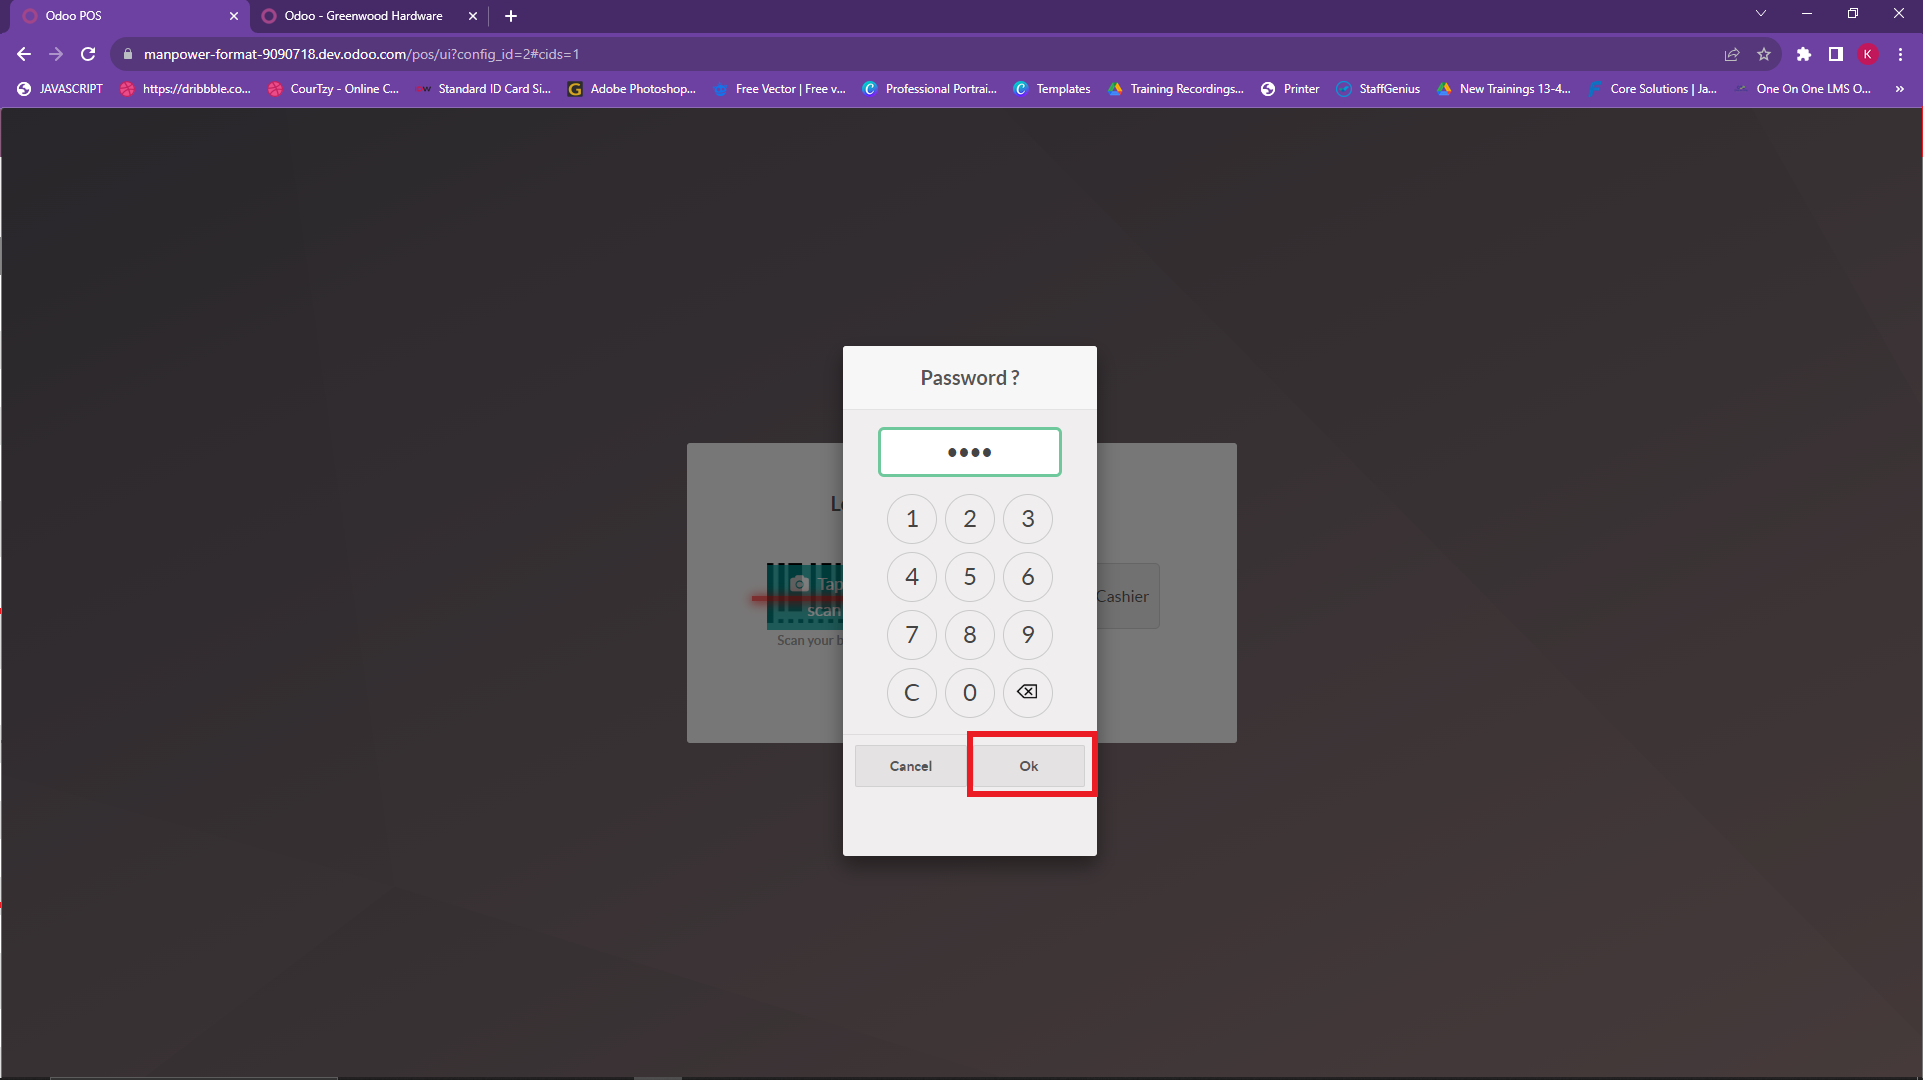 Odoo POS
Odoo - Greenwood Hardware
manpower-format-9090718.dev.odoo.com/pos/ui?config_id=2#cids=1
K
JAVASCRIPT
https://dribbble.co...
CourTzy - Online C...
Standard ID Card Si...
Adobe Photoshop...
Free Vector | Free v...
Professional Portrai...
Templates
Training Recordings...
Printer
StaffGenius
New Trainings 13-4...
Core Solutions | Ja...
One On One LMS O...
»
Password ?
••••
1 2 3
4 5 6
7 8 9
C 0
Cancel
Ok
Tap
scan
Scan your b
Cashier